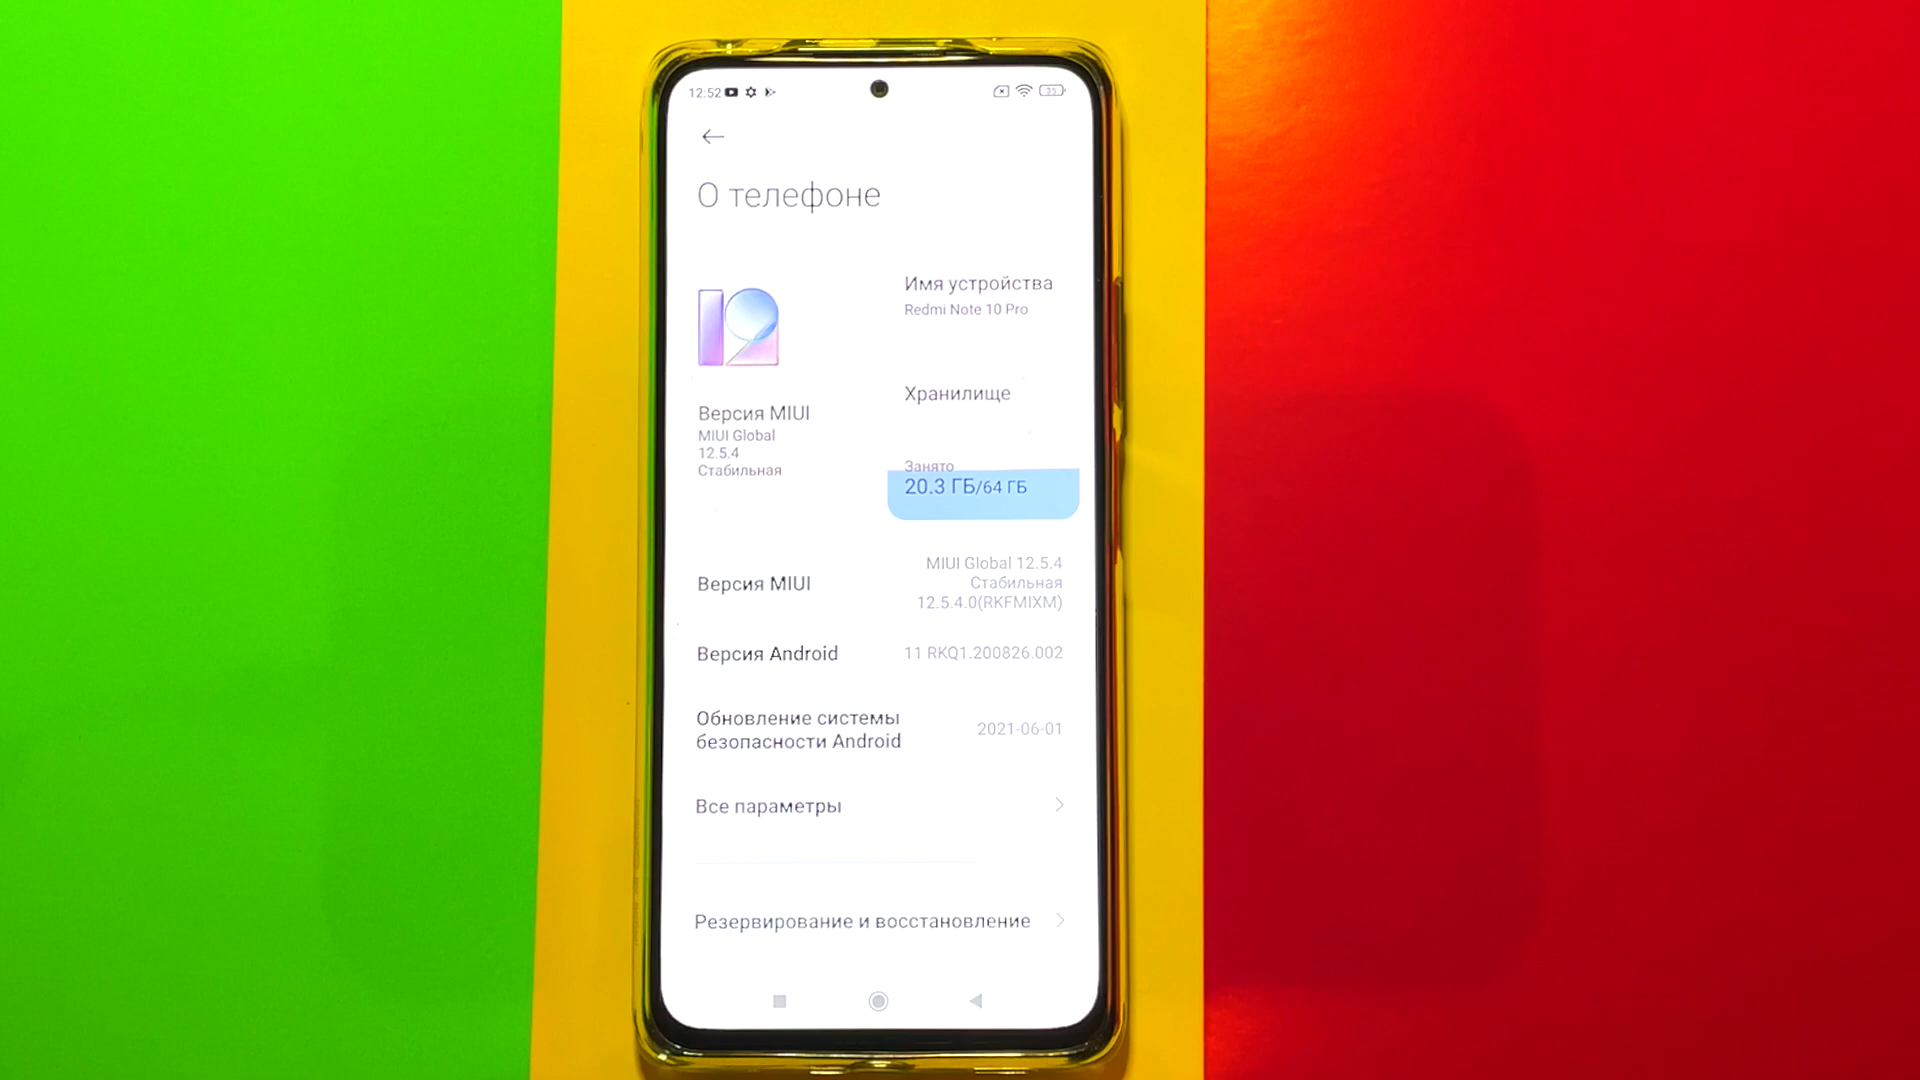 12:52
35
О телефоне
12
Имя устройства
Redmi Note 10 Pro
Хранилище
Версия MIUI
MIUI Global
12.5.4
Стабильная
Занято
20.3 ГБ/64 ГБ
Версия MIUI
MIUI Global 12.5.4
Стабильная
12.5.4.0(RKFMIXM)
Версия Android
11 RKQ1.200826.002
Обновление системы
безопасности Android
2021-06-01
Все параметры
Резервирование и восстановление